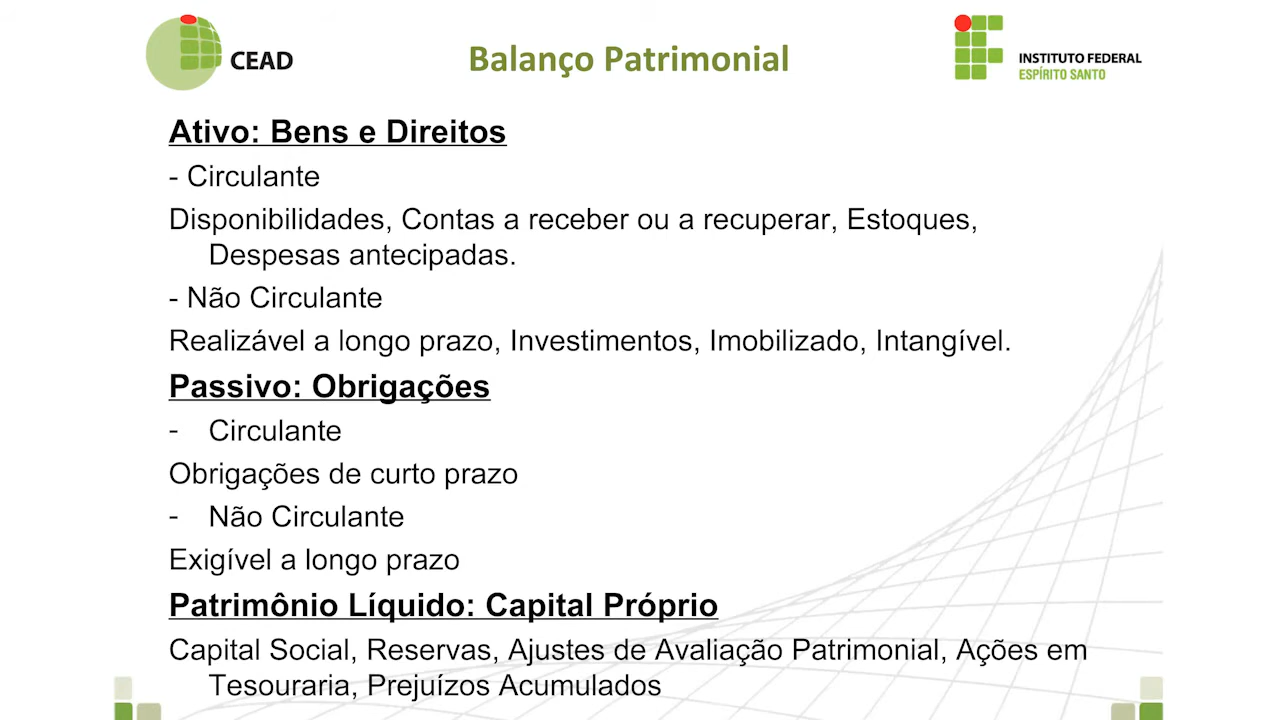 CEAD
Balanço Patrimonial
INSTITUTO FEDERAL
ESPÍRITO SANTO
Ativo: Bens e Direitos
- Circulante
Disponibilidades, Contas a receber ou a recuperar, Estoques,
Despesas antecipadas.
- Não Circulante
Realizável a longo prazo, Investimentos, Imobilizado, Intangível.
Passivo: Obrigações
- Circulante
Obrigações de curto prazo
- Não Circulante
Exigível a longo prazo
Patrimônio Líquido: Capital Próprio
Capital Social, Reservas, Ajustes de Avaliação Patrimonial, Ações em
Tesouraria, Prejuízos Acumulados